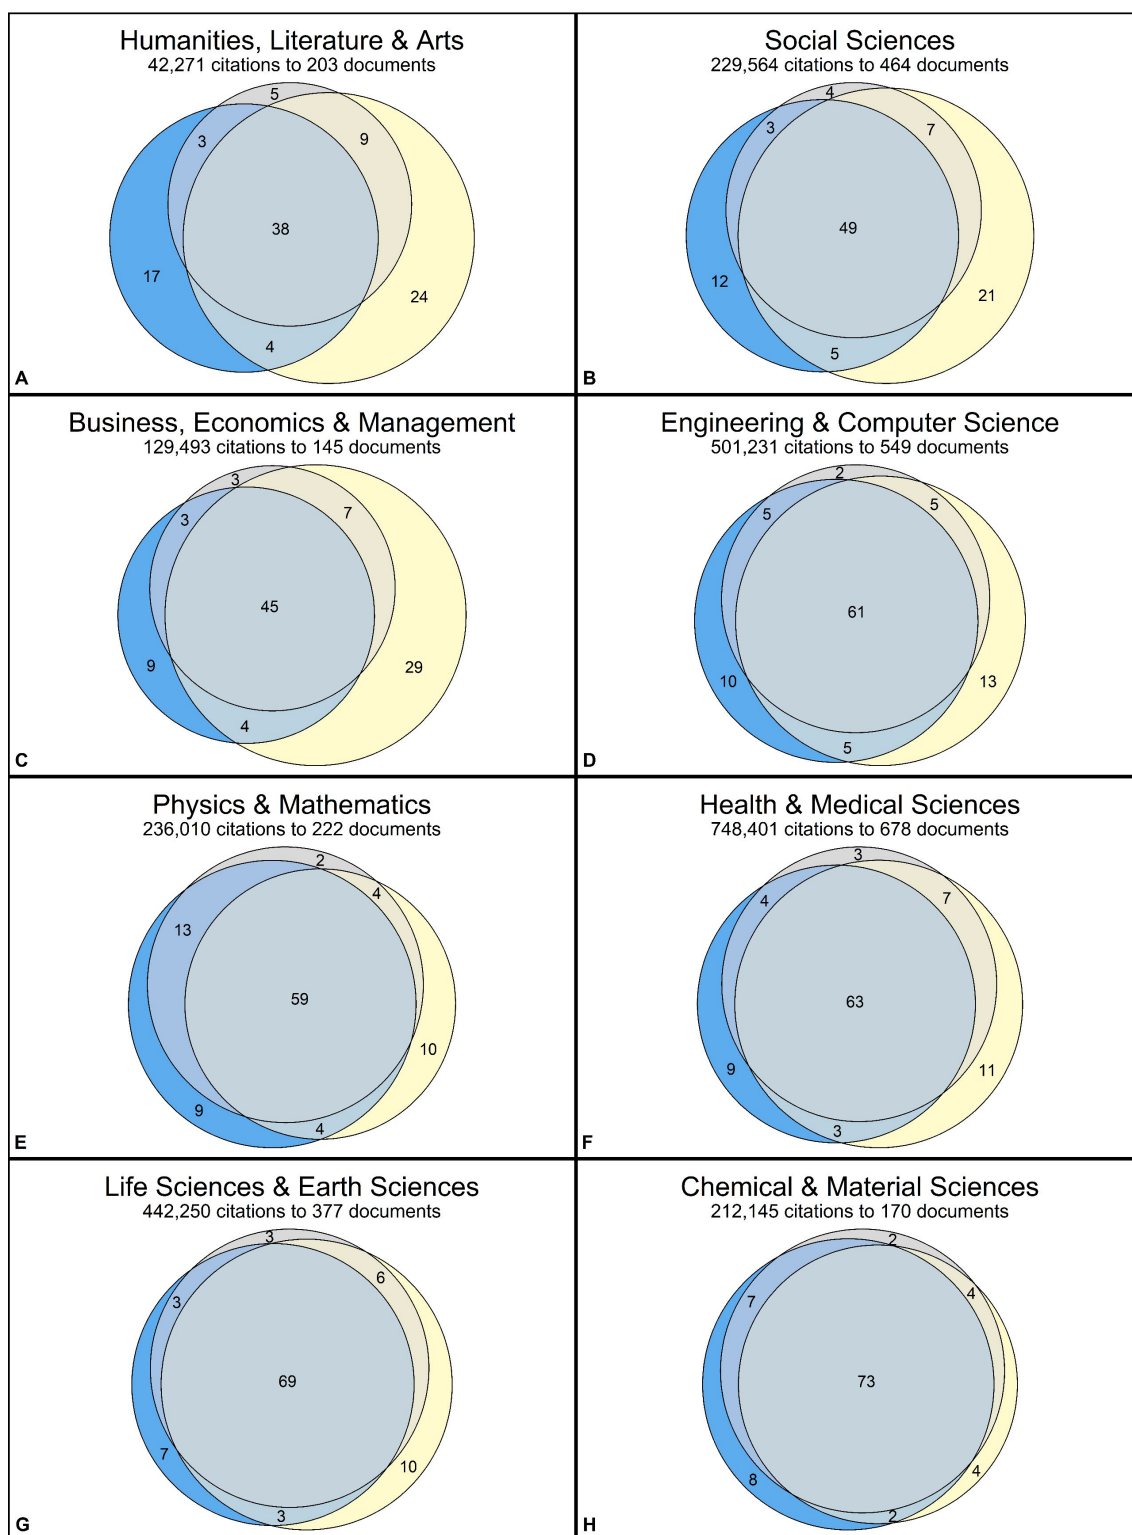 Humanities, Literature & Arts
42,271 citations to 203 documents
5
3
9
38
17
24
4
A
Social Sciences
229,564 citations to 464 documents
4
3
7
49
12
21
5
B
Business, Economics & Management
129,493 citations to 145 documents
3
3
7
45
9
29
4
C
Engineering & Computer Science
501,231 citations to 549 documents
2
5
5
61
10
13
5
D
Physics & Mathematics
236,010 citations to 222 documents
2
4
13
59
10
9
4
E
Health & Medical Sciences
748,401 citations to 678 documents
3
4
7
63
9
11
3
F
Life Sciences & Earth Sciences
442,250 citations to 377 documents
3
6
3
69
7
10
3
G
Chemical & Material Sciences
212,145 citations to 170 documents
2
4
7
73
4
8
2
H